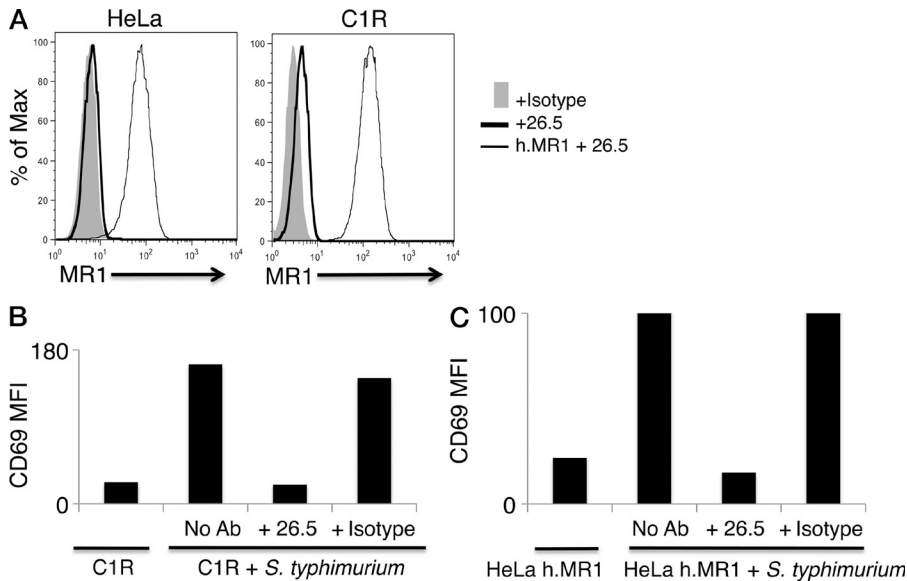 A
HeLa
C1R
% of Max
100
80
60
40
20
0
10⁰ 10¹ 10² 10³ 10⁴
MR1
100
80
60
40
20
0
10⁰ 10¹ 10² 10³ 10⁴
MR1
+Isotype
+26.5
h.MR1 + 26.5
B
CD69 MFI
180
0
No Ab + 26.5 + Isotype
C1R
C1R + S. typhimurium
C
CD69 MFI
100
0
No Ab + 26.5 + Isotype
HeLa h.MR1
HeLa h.MR1 + S. typhimurium